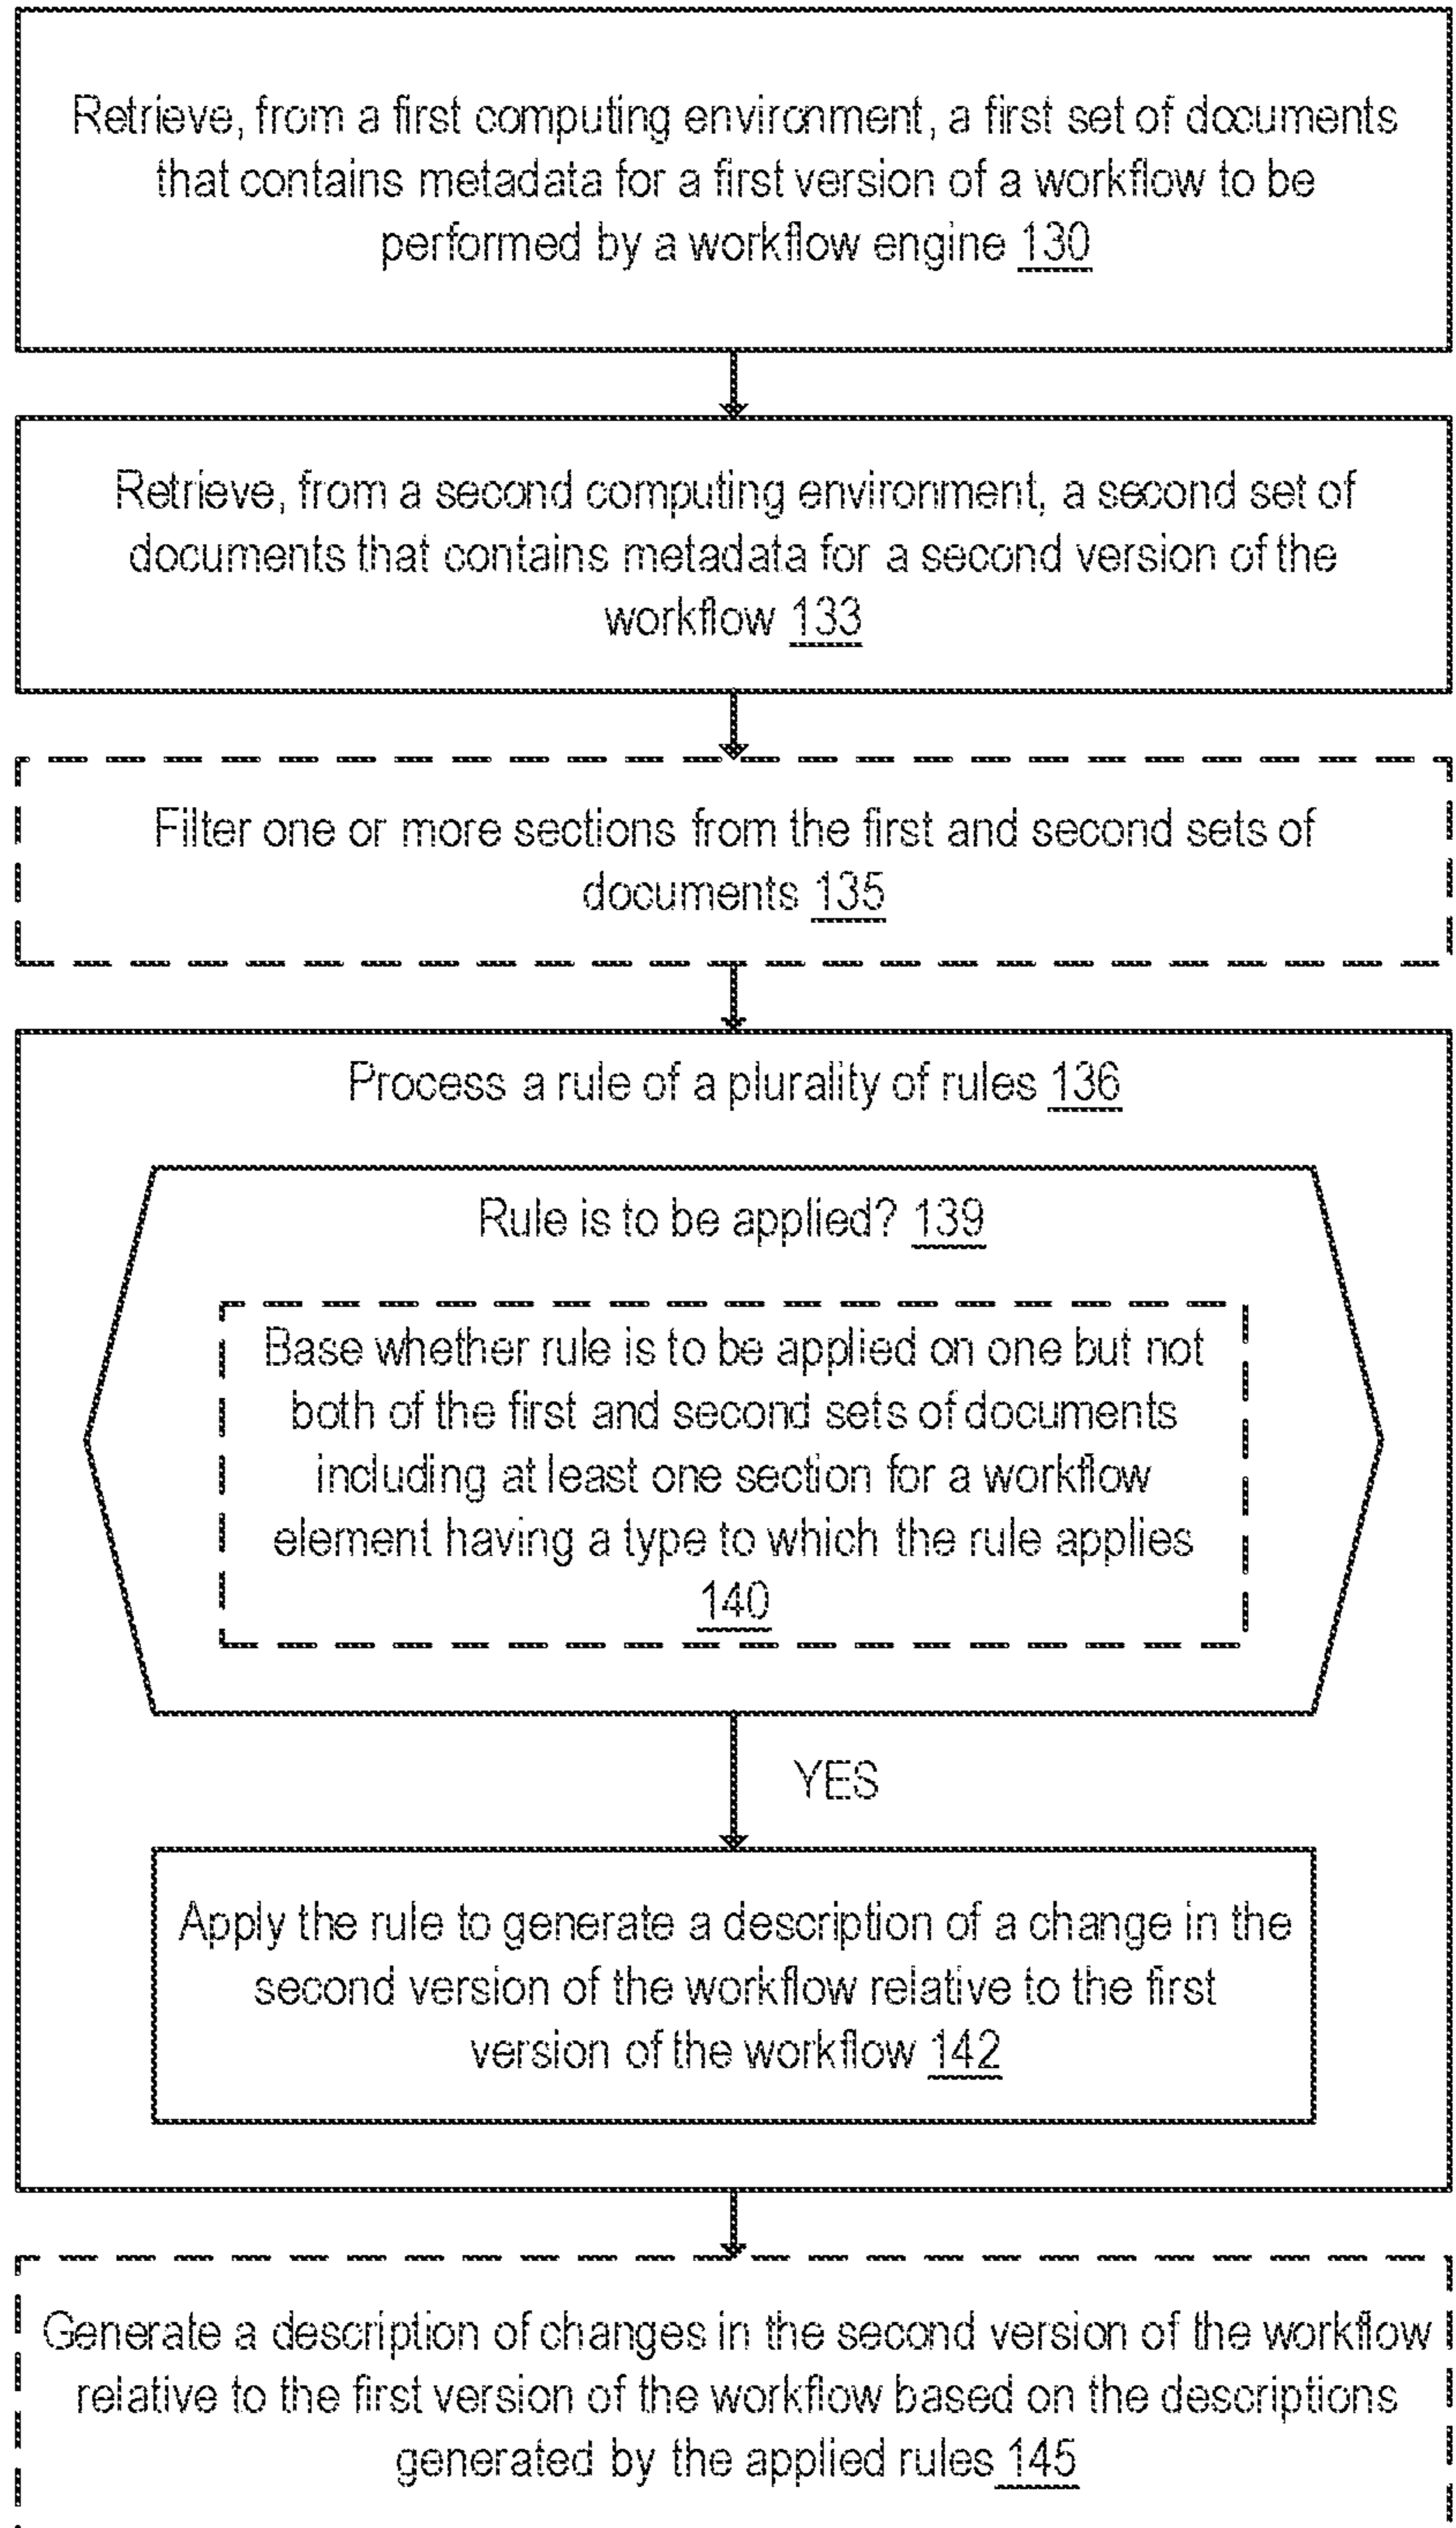 Retrieve, from a first computing environment, a first set of documents
that contains metadata for a first version of a workflow to be
performed by a workflow engine 130
Retrieve, from a second computing environment, a second set of
documents that contains metadata for a second version of the
workflow 133
Filter one or more sections from the first and second sets of
documents 135
Process a rule of a plurality of rules 136
Rule is to be applied? 139
Base whether rule is to be applied on one but not
both of the first and second sets of documents
including at least one section for a workflow
element having a type to which the rule applies
140
YES
Apply the rule to generate a description of a change in the
second version of the workflow relative to the first
version of the workflow 142
Generate a description of changes in the second version of the workflow
relative to the first version of the workflow based on the descriptions
generated by the applied rules 145